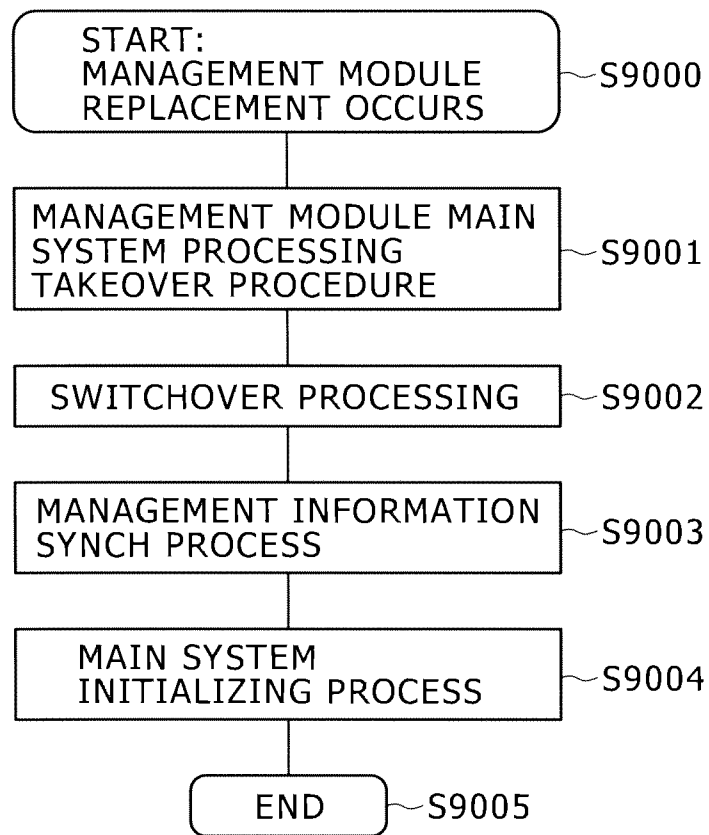 START:
MANAGEMENT MODULE
REPLACEMENT OCCURS
S9000
MANAGEMENT MODULE MAIN
SYSTEM PROCESSING
TAKEOVER PROCEDURE
S9001
SWITCHOVER PROCESSING
S9002
MANAGEMENT INFORMATION
SYNCH PROCESS
S9003
MAIN SYSTEM
INITIALIZING PROCESS
S9004
END
S9005